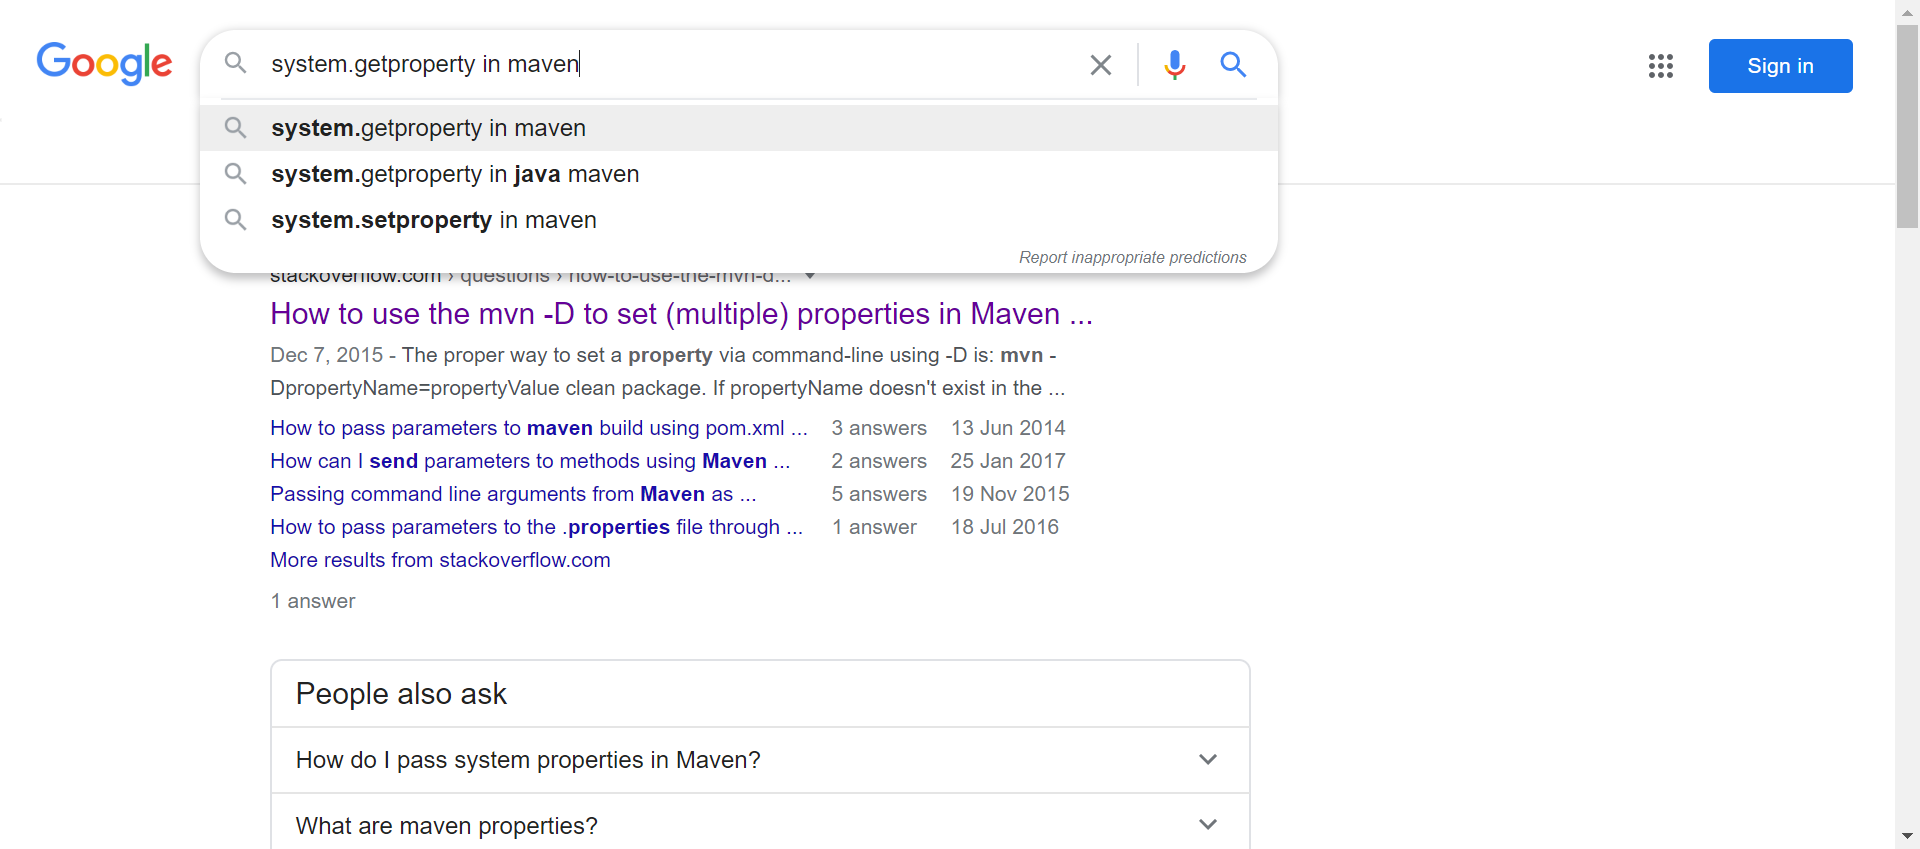 Google
system.getproperty in maven
Sign in
system.getproperty in maven
system.getproperty in java maven
system.setproperty in maven
Report inappropriate predictions
stackoverflow.com › questions › how-to-use-the-mvn-d...
How to use the mvn -D to set (multiple) properties in Maven ...
Dec 7, 2015 - The proper way to set a property via command-line using -D is: mvn -
DpropertyName=propertyValue clean package. If propertyName doesn't exist in the ...
How to pass parameters to maven build using pom.xml ... 3 answers 13 Jun 2014
How can I send parameters to methods using Maven ... 2 answers 25 Jan 2017
Passing command line arguments from Maven as ... 5 answers 19 Nov 2015
How to pass parameters to the .properties file through ... 1 answer 18 Jul 2016
More results from stackoverflow.com
1 answer
People also ask
How do I pass system properties in Maven?
What are maven properties?